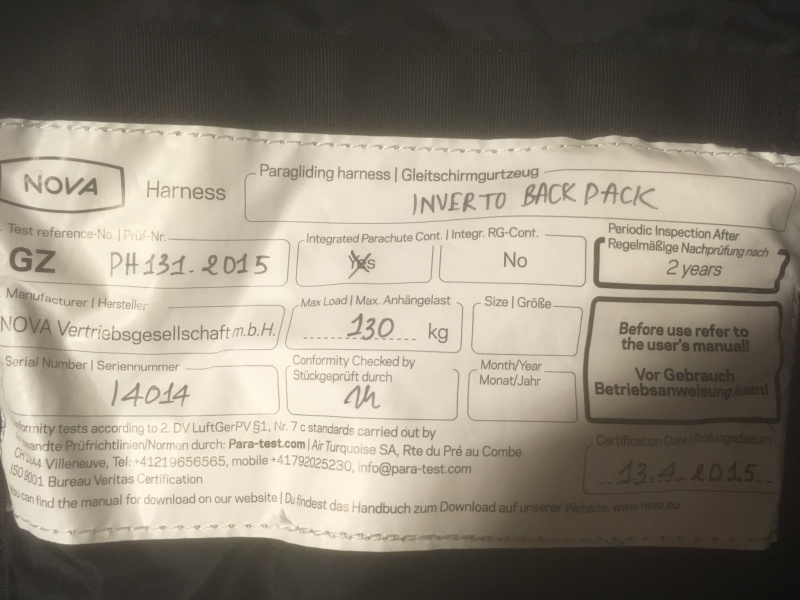 NOVA Harness
Paragliding harness | Gleitschirmgurtzeug
INVERTO BACK PACK
Test reference-No. | Prüf-Nr.
GZ PH131-2015
Integrated Parachute Cont. | Integr. RG-Cont.
Yes
No
Periodic Inspection After
Regelmäßige Nachprüfung nach
2 years
Manufacturer | Hersteller
NOVA Vertriebsgesellschaft m.b.H.
Max Load | Max. Anhängelast
130 kg
Size | Größe
Before use refer to
the user's manual!
Vor Gebrauch
Betriebsanweisung lesen!
Serial Number | Seriennummer
14014
Conformity Checked by
Stückgeprüft durch
Month/Year
Monat/Jahr
Certification Date | Prüfungsdatum
13.4.2015
formity tests according to 2. DV LuftGerPV §1, Nr. 7 c standards carried out by
andte Prüfrichtlinien/Normen durch: Para-test.com | Air Turquoise SA, Rte du Pré au Combe
CH 1844 Villeneuve, Tel: +41219656565, mobile +41792025230, info@para-test.com
ISO 9001 Bureau Veritas Certification
You can find the manual for download on our website | Du findest das Handbuch zum Download auf unserer Website: www.nova.eu